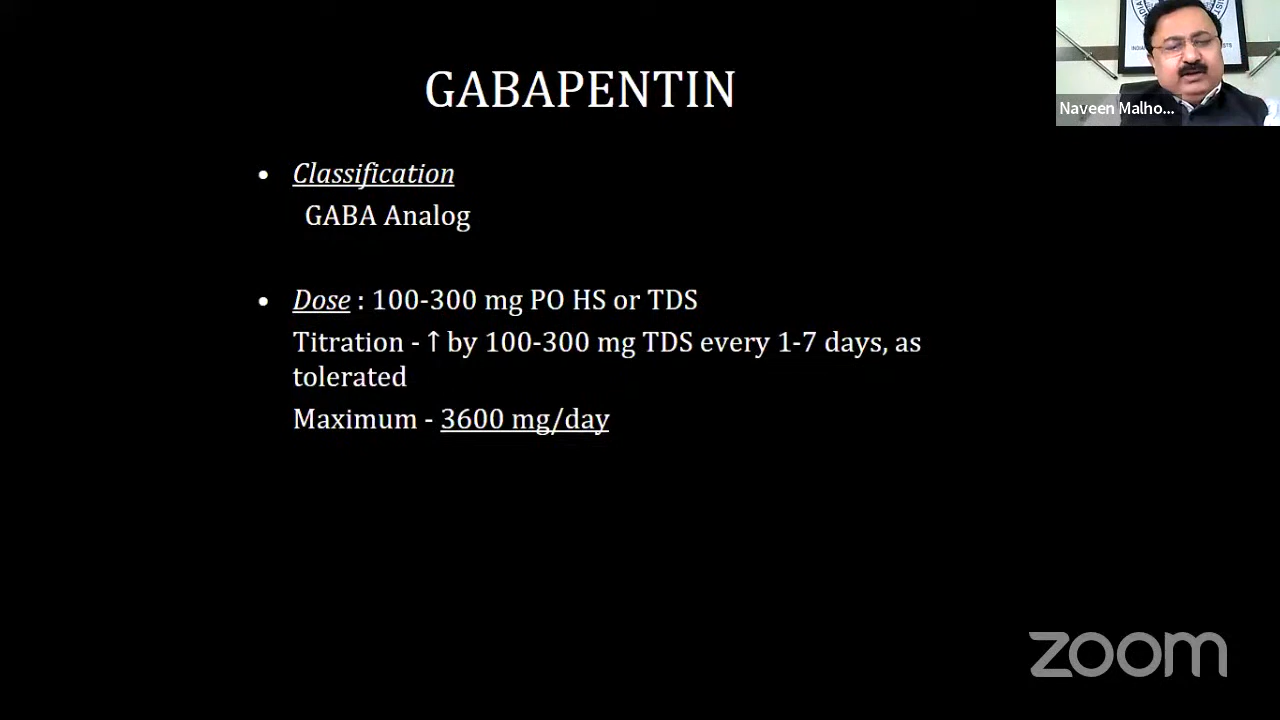 GABAPENTIN
• Classification
GABA Analog
• Dose : 100-300 mg PO HS or TDS
Titration - ↑ by 100-300 mg TDS every 1-7 days, as
tolerated
Maximum - 3600 mg/day
Naveen Malho...
zoom